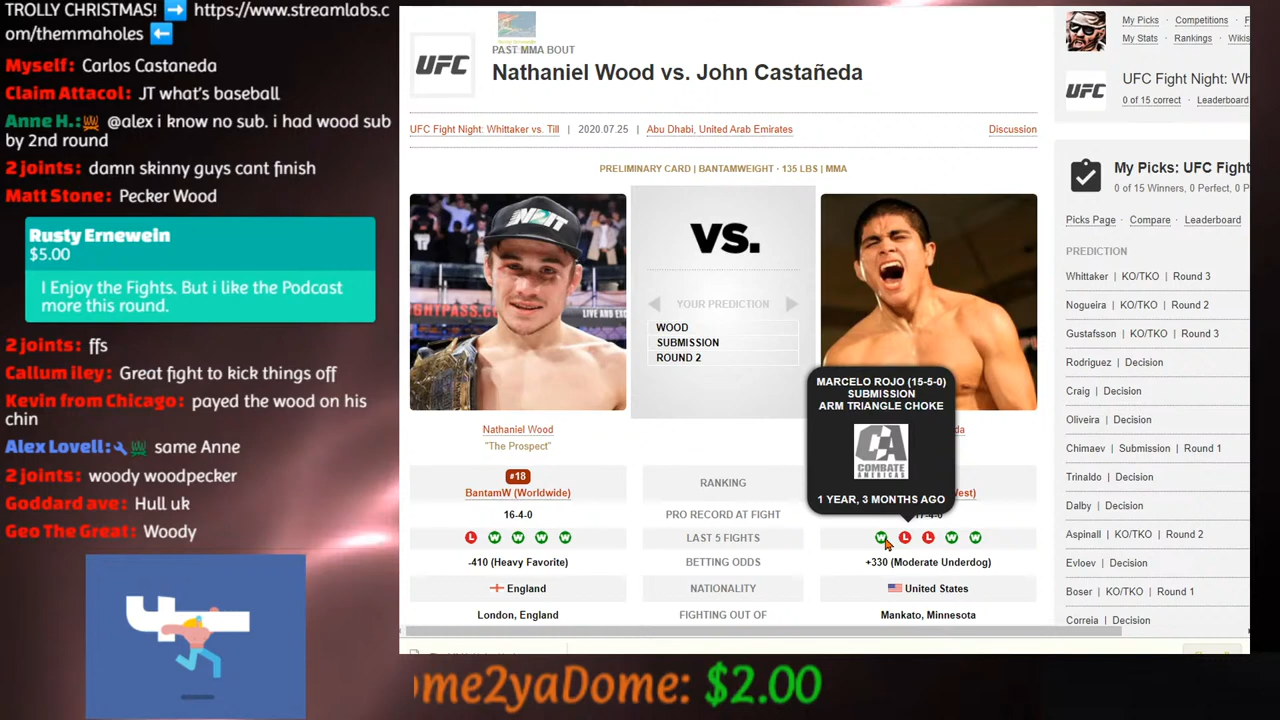 TROLLY CHRISTMAS! ➡ https://www.streamlabs.c
om/themmaholes ⬅
Myself: Carlos Castaneda
Claim Attacol: JT what's baseball
Anne H.: @alex i know no sub. i had wood sub
by 2nd round
2 joints: damn skinny guys cant finish
Matt Stone: Pecker Wood
Rusty Ernewein
$5.00
I Enjoy the Fights. But i like the Podcast
more this round.
2 joints: ffs
Callum iley: Great fight to kick things off
Kevin from Chicago: payed the wood on his
chin
Alex Lovell: same Anne
2 joints: woody woodpecker
Goddard ave: Hull uk
Geo The Great: Woody
UFC
PAST MMA BOUT
Nathaniel Wood vs. John Castañeda
UFC Fight Night: Whittaker vs. Till | 2020.07.25 | Abu Dhabi, United Arab Emirates
Discussion
PRELIMINARY CARD | BANTAMWEIGHT · 135 LBS | MMA
VS.
YOUR PREDICTION
WOOD
SUBMISSION
ROUND 2
MARCELO ROJO (15-5-0)
SUBMISSION
ARM TRIANGLE CHOKE
CA
COMBATE
AMERICAS
1 YEAR, 3 MONTHS AGO
Nathaniel Wood
"The Prospect"
#18
BantamW (Worldwide)
RANKING
16-4-0
PRO RECORD AT FIGHT
17-4-0
L W W W W
LAST 5 FIGHTS
W L L W W
-410 (Heavy Favorite)
BETTING ODDS
+330 (Moderate Underdog)
England
NATIONALITY
United States
London, England
FIGHTING OUT OF
Mankato, Minnesota
My Picks · Competitions · F
My Stats · Rankings · Wikis
UFC
UFC Fight Night: Wh
0 of 15 correct · Leaderboard
My Picks: UFC Fight
0 of 15 Winners, 0 Perfect, 0 P
Picks Page · Compare · Leaderboard
PREDICTION
Whittaker | KO/TKO | Round 3
Nogueira | KO/TKO | Round 2
Gustafsson | KO/TKO | Round 3
Rodriguez | Decision
Craig | Decision
Oliveira | Decision
Chimaev | Submission | Round 1
Trinaldo | Decision
Dalby | Decision
Aspinall | Decision | Round 2
Evloev | Decision
Boser | KO/TKO | Round 1
Correia | Decision
ome2yaDome: $2.00